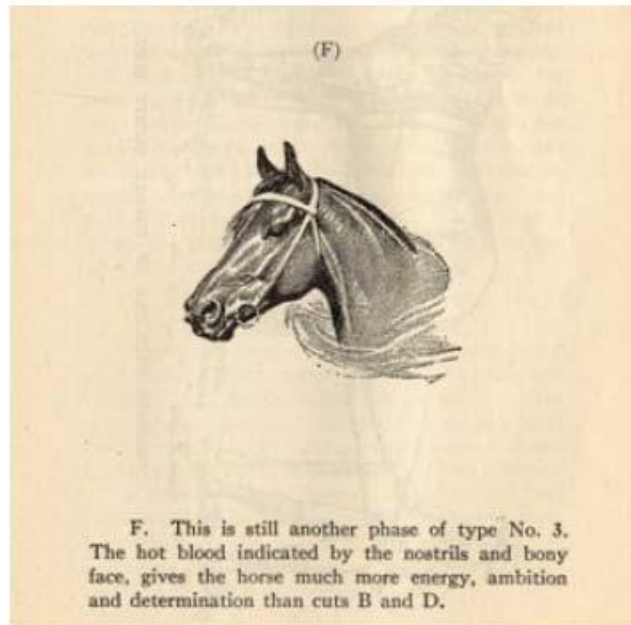 (F)
F. This is still another phase of type No. 3.
The hot blood indicated by the nostrils and bony
face, gives the horse much more energy, ambition
and determination than cuts B and D.